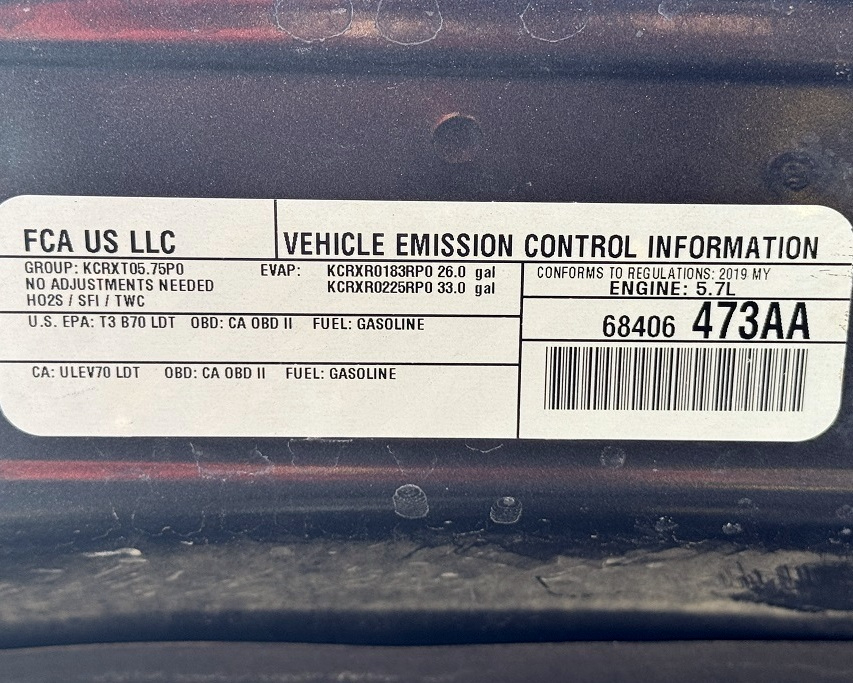 FCA US LLC
VEHICLE EMISSION CONTROL INFORMATION
GROUP: KCRXT05.75P0
NO ADJUSTMENTS NEEDED
HO2S / SFI / TWC
EVAP: KCRXR0183RP0 26.0 gal
KCRXR0225RP0 33.0 gal
CONFORMS TO REGULATIONS: 2019 MY
ENGINE: 5.7L
U.S. EPA: T3 B70 LDT OBD: CA OBD II FUEL: GASOLINE
68406 473AA
CA: ULEV70 LDT OBD: CA OBD II FUEL: GASOLINE